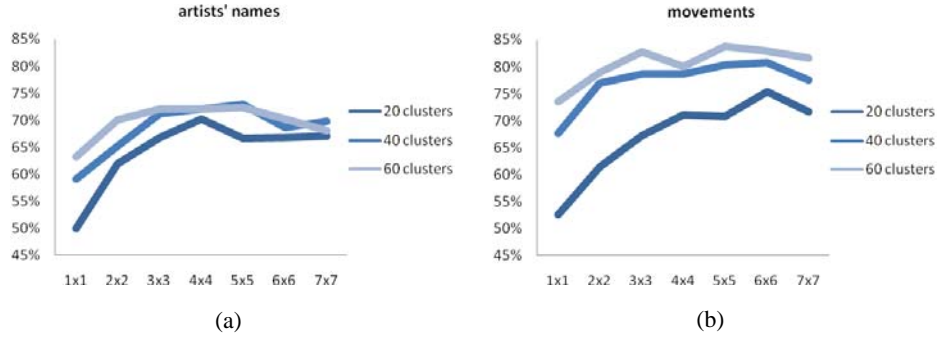 artists' names
85%
80%
75%
70%
65%
60%
55%
50%
45%
1x1 2x2 3x3 4x4 5x5 6x6 7x7
20 clusters
40 clusters
60 clusters
(a)
movements
85%
80%
75%
70%
65%
60%
55%
50%
45%
1x1 2x2 3x3 4x4 5x5 6x6 7x7
20 clusters
40 clusters
60 clusters
(b)